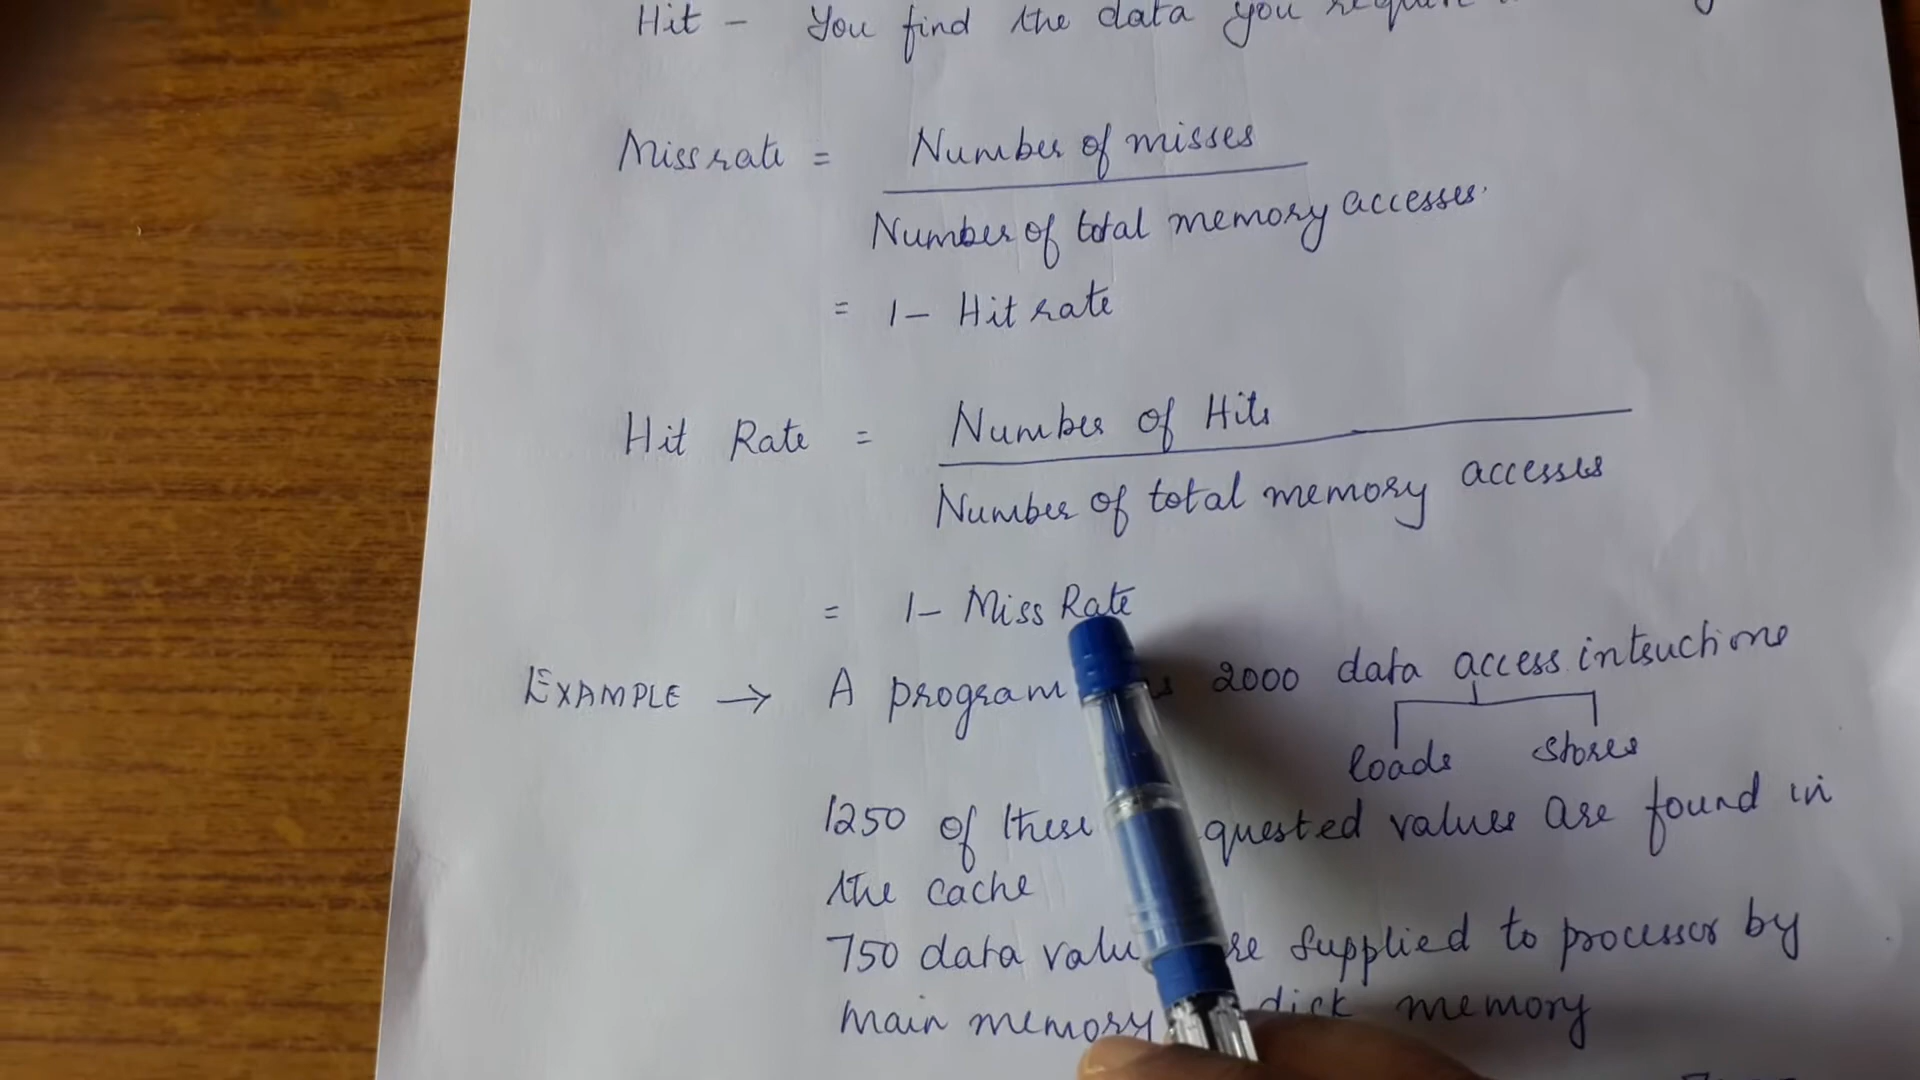 Hit - You find the data you
Miss rate = Number of misses
Number of total memory accesses.
= 1 - Hit rate
Hit Rate = Number of Hits
Number of total memory accesses
= 1 - Miss Rate
EXAMPLE → A program 2000 data access intsuctions
loads stores
1250 of these quested values are found in
the cache
750 data valu re supplied to processor by
main memory disk memory